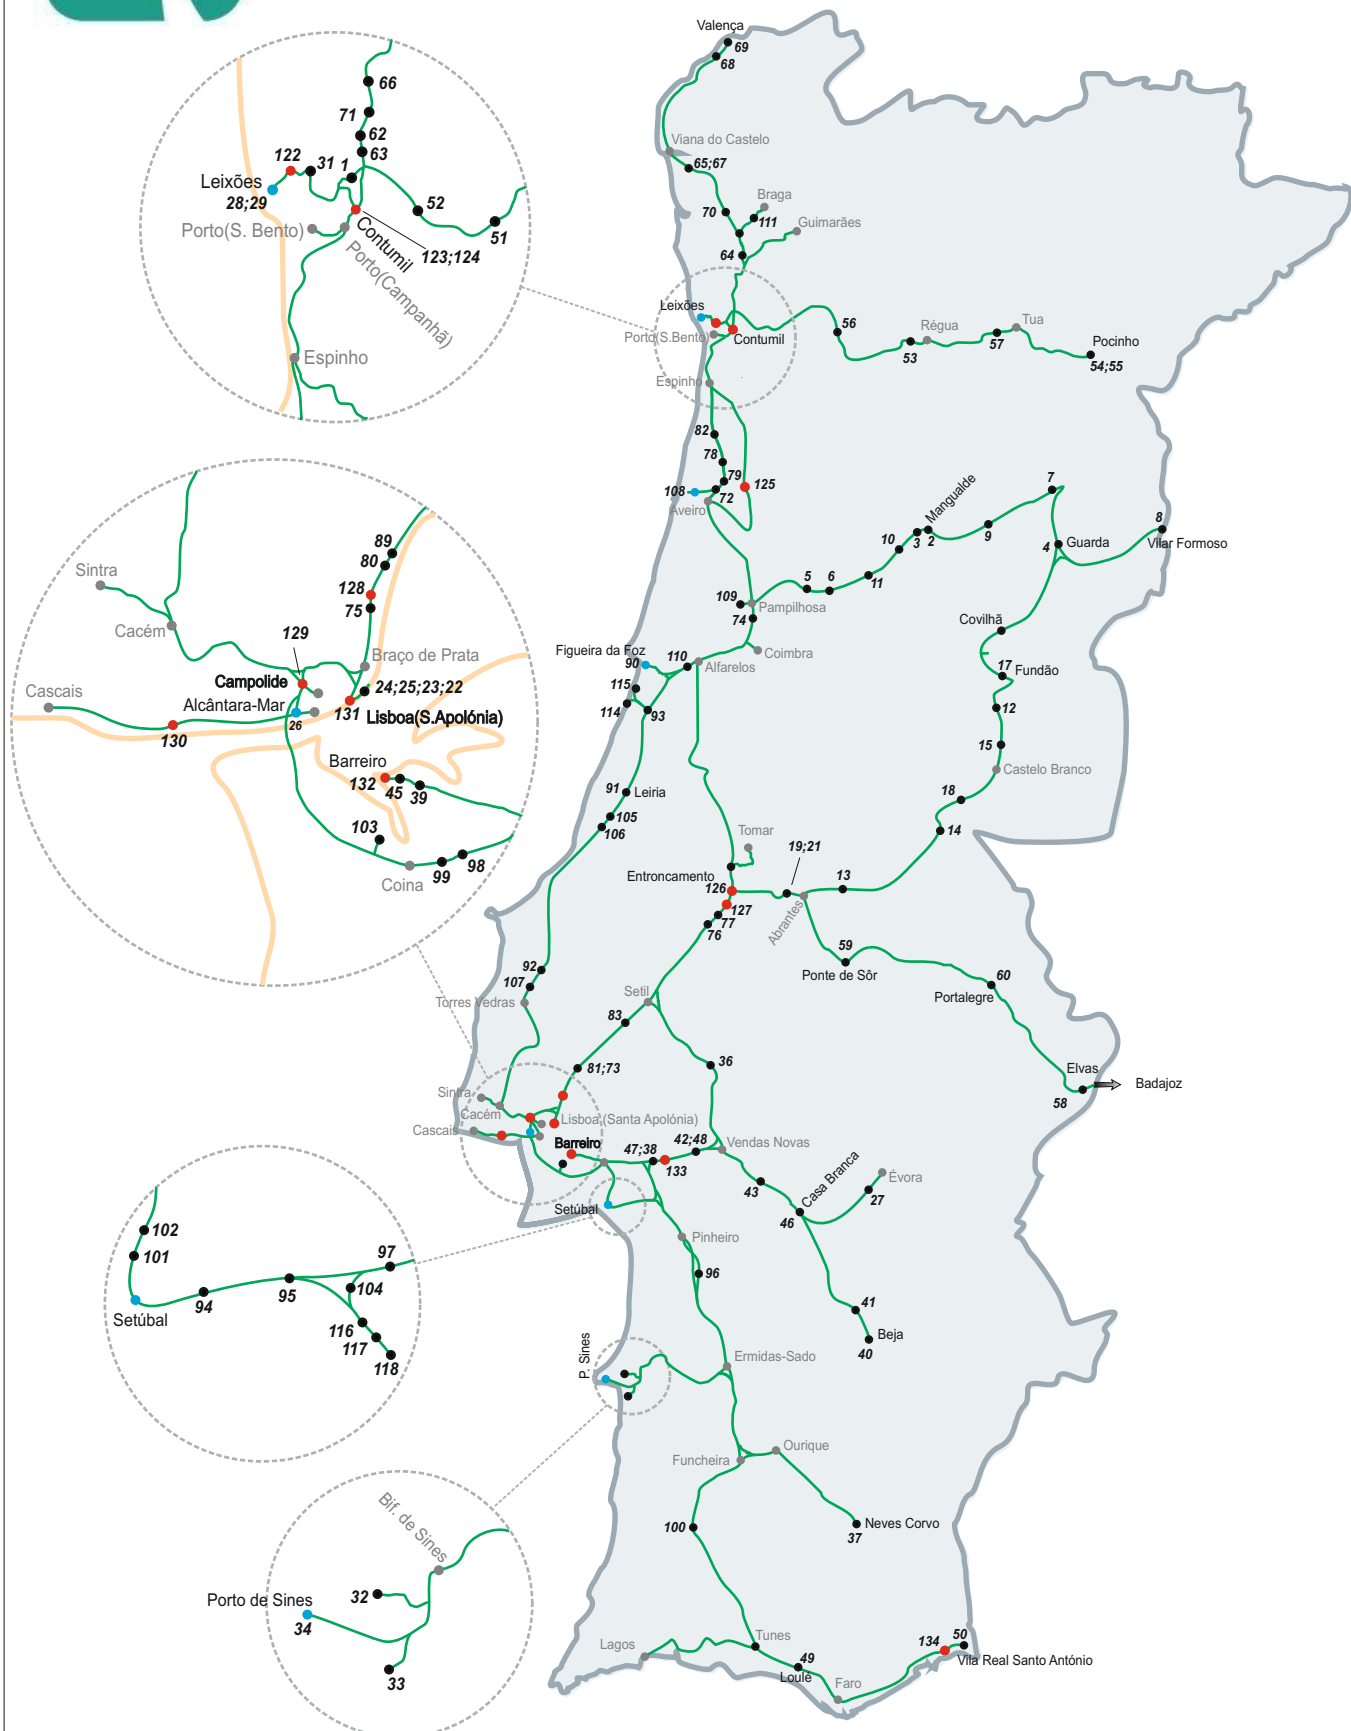 Valença
69
68
66
71
62
63
122
31
1
Leixões
28;29
52
51
Porto(S. Bento)
Contumil
123;124
Porto(Campanhã)
Espinho
Viana do Castelo
65;67
Braga
70
111
Guimarães
64
Leixões
Porto(S.Bento)
Contumil
56
Régua
53
Tua
57
Pocinho
54;55
Espinho
82
78
79
125
108
72
Aveiro
7
Mangualde
8
Vilar Formoso
10
3
2
9
4
Guarda
5
6
11
109
Pampilhosa
74
Covilhã
Coimbra
Figueira da Foz
90
110
Alfarelos
17
Fundão
115
114
93
12
15
Castelo Branco
91
Leiria
18
105
106
14
Tomar
19;21
Entroncamento
126
13
127
77
76
Abrantes
59
Ponte de Sôr
60
Portalegre
92
107
Torres Vedras
Setil
83
81;73
36
Elvas
58
Badajoz
Sintra
Cacém
Lisboa (Santa Apolónia)
Cascais
Barreiro
47;38
42;48
133
Vendas Novas
43
Casa Branca
46
Évora
27
Setúbal
Pinheiro
96
41
Beja
40
P. Sines
Ermidas-Sado
Ourique
Funcheira
100
Neves Corvo
37
Tunes
Lagos
49
Loulé
Faro
134
50
Vila Real Santo António
89
80
128
75
Sintra
Cacém
129
Braço de Prata
Campolide
24;25;23;22
Cascais
Alcântara-Mar
26
131
Lisboa(S.Apolónia)
130
Barreiro
132
45
39
103
99
98
Coina
102
101
97
Setúbal
94
95
104
116
117
118
Bif. de Sines
32
Porto de Sines
34
33